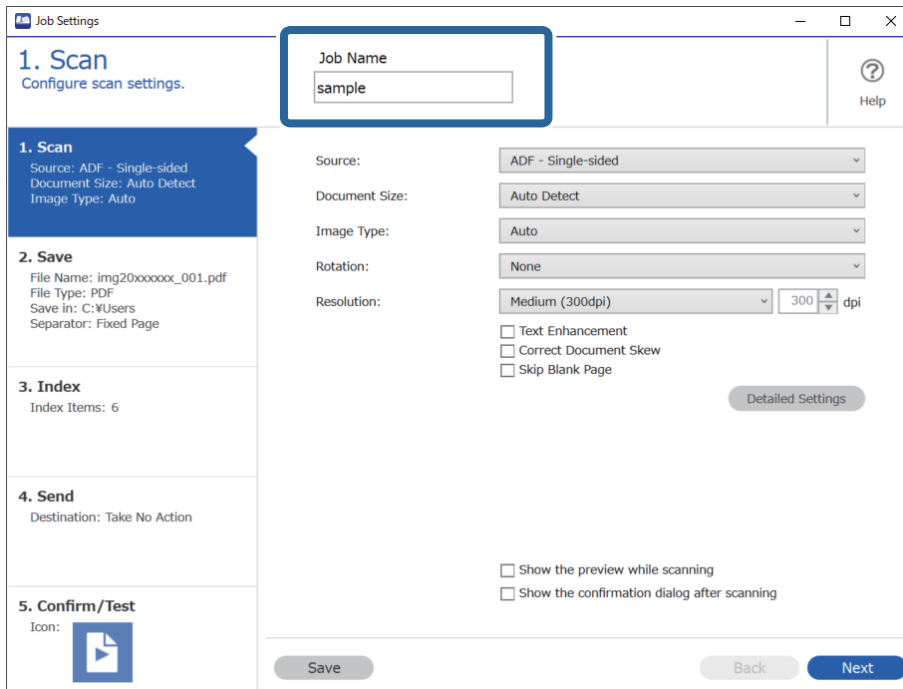 Job Settings
1. Scan
Configure scan settings.
Job Name
sample
Help
1. Scan
Source: ADF - Single-sided
Document Size: Auto Detect
Image Type: Auto
2. Save
File Name: img20xxxxxx_001.pdf
File Type: PDF
Save in: C:¥Users
Separator: Fixed Page
3. Index
Index Items: 6
4. Send
Destination: Take No Action
5. Confirm/Test
Icon:
Source: ADF - Single-sided
Document Size: Auto Detect
Image Type: Auto
Rotation: None
Resolution: Medium (300dpi) 300 dpi
Text Enhancement
Correct Document Skew
Skip Blank Page
Detailed Settings
Show the preview while scanning
Show the confirmation dialog after scanning
Save Back Next